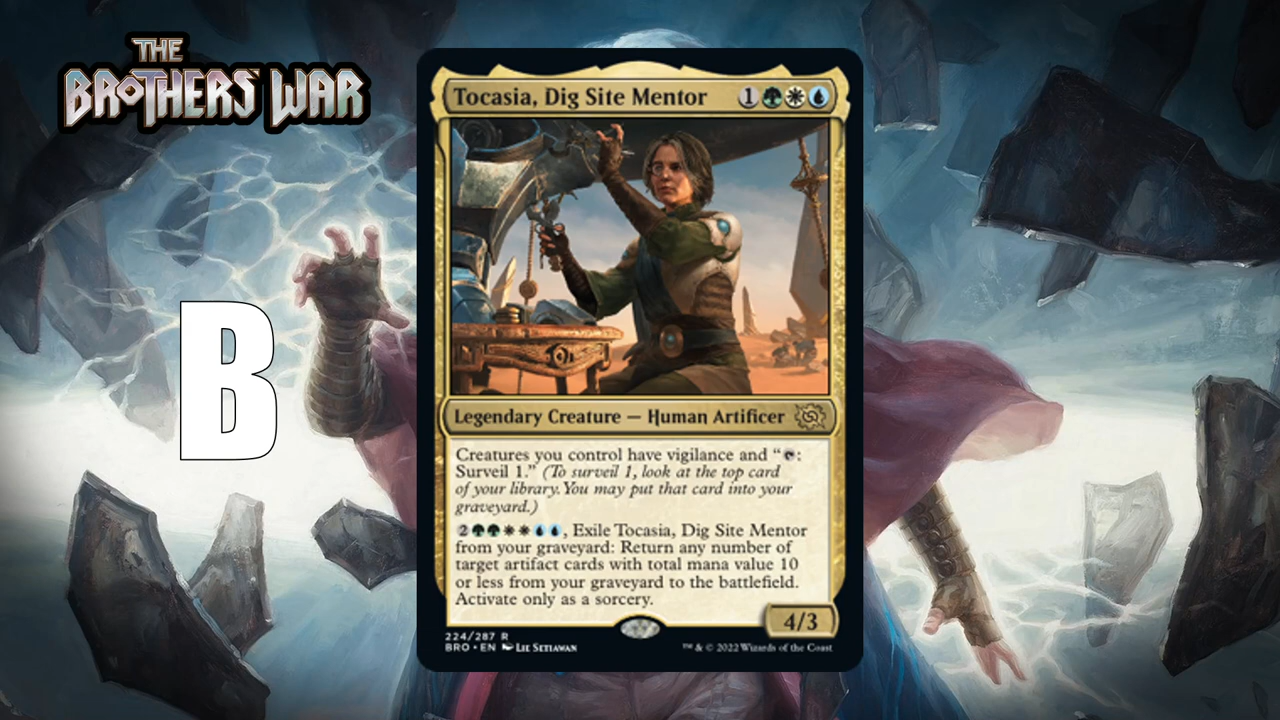 THE
BROTHERS' WAR
B
Tocasia, Dig Site Mentor 1
Legendary Creature — Human Artificer
Creatures you control have vigilance and “:
Surveil 1.” (To surveil 1, look at the top card
of your library. You may put that card into your
graveyard.)
2, Exile Tocasia, Dig Site Mentor
from your graveyard: Return any number of
target artifact cards with total mana value 10
or less from your graveyard to the battlefield.
Activate only as a sorcery.
4/3
224/287 R
BRO • EN LIE SETIAWAN
™ & © 2022 Wizards of the Coast